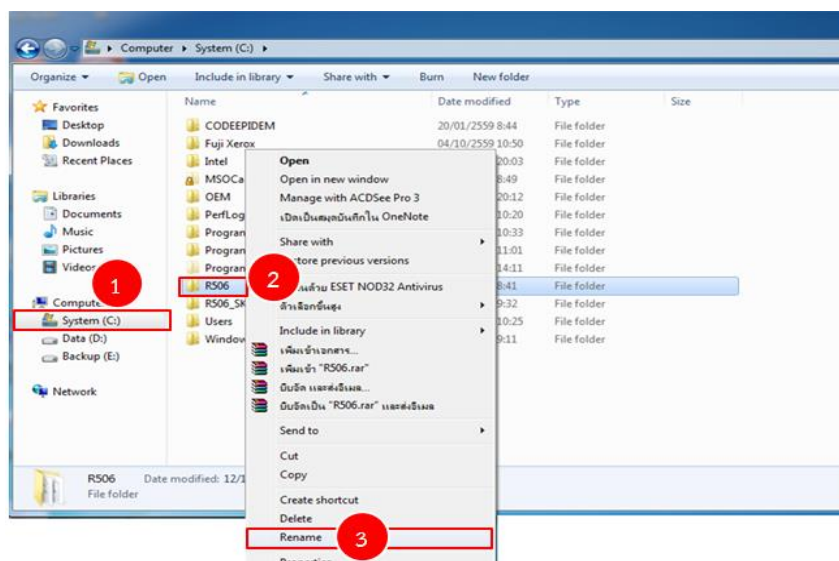 Computer ▸ System (C:) ▸
Organize Open Include in library Share with Burn New folder
Name Date modified Type Size
Favorites
Desktop
Downloads
Recent Places
Libraries
Documents
Music
Pictures
1
System (C:)
Data (D:)
Backup (E:)
Network
CODEEPIDEM 20/01/2559 8:44 File folder
Fuji Xerox 04/10/2559 10:50 File folder
Intel 20:03 File folder
8:49 File folder
OEM 20:12 File folder
10:20 File folder
10:33 File folder
11:01 File folder
14:11 File folder
R506 8:41 File folder
9:32 File folder
Users 10:25 File folder
9:11 File folder
Open
Open in new window
Manage with ACDSee Pro 3
เปิดเป็นสมุดบันทึกใน OneNote
Share with
previous versions
2
ESET NOD32 Antivirus
ตัวเลือกขั้นสูง
Include in library
เพิ่มเข้าเอกสาร...
เพิ่มเข้า "R506.rar"
บีบอัด และส่งอีเมล...
บีบอัดเป็น "R506.rar" และส่งอีเมล
Send to
Cut
Copy
Create shortcut
Delete
Rename
3
R506 Date modified: 12/1
File folder